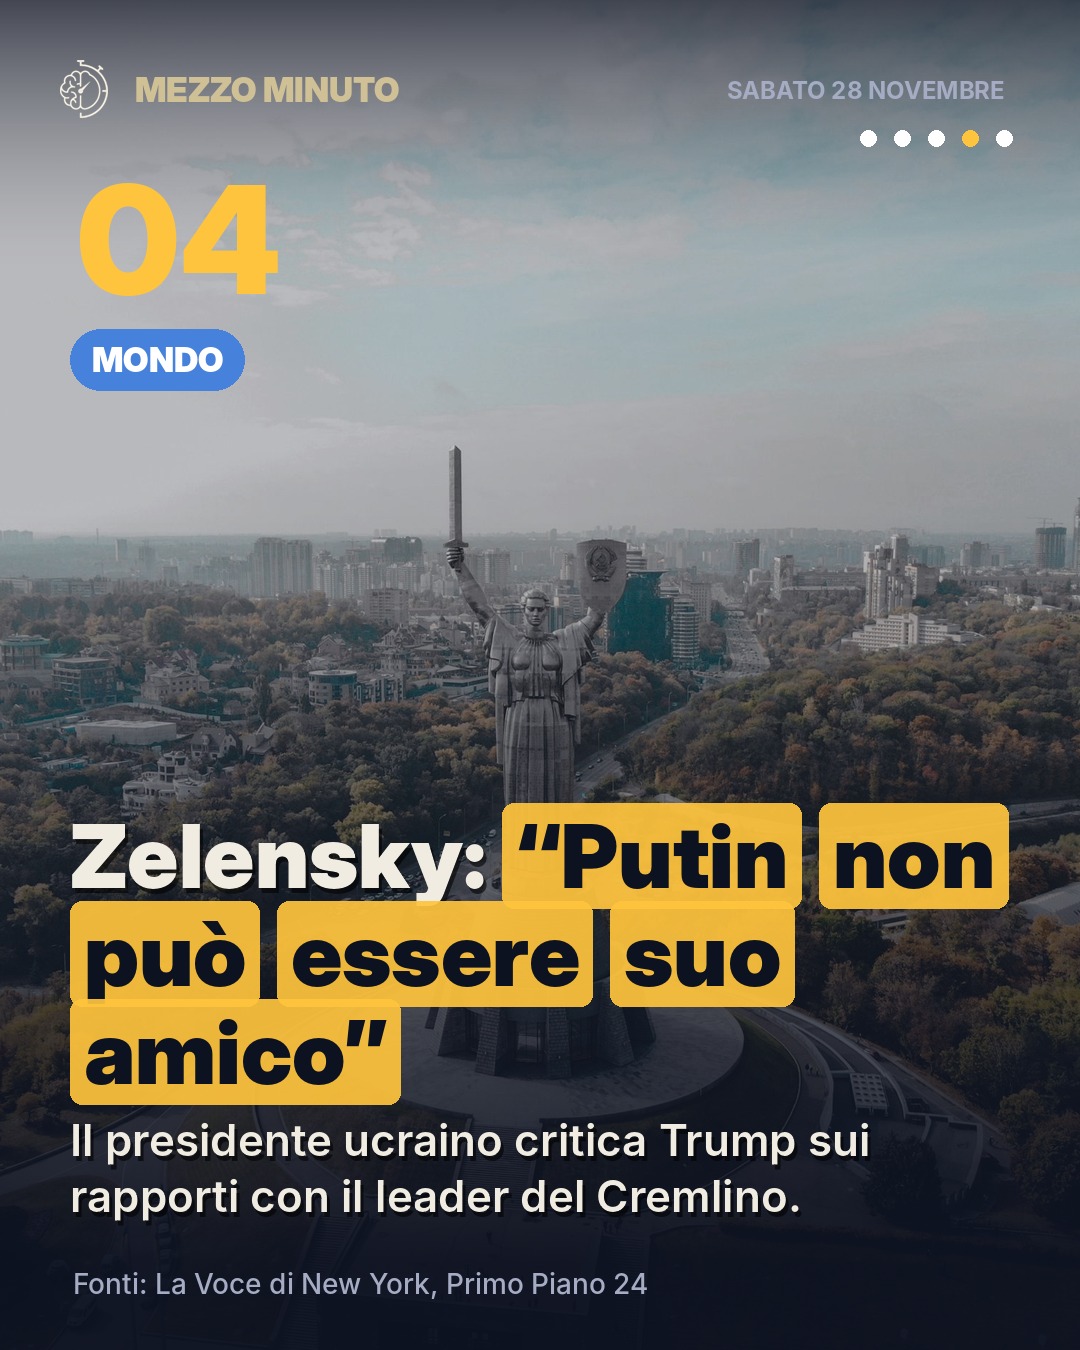 MEZZO MINUTO
SABATO 28 NOVEMBRE
04
MONDO
Zelensky: “Putin non
può essere suo
amico”
Il presidente ucraino critica Trump sui
rapporti con il leader del Cremlino.
Fonti: La Voce di New York, Primo Piano 24